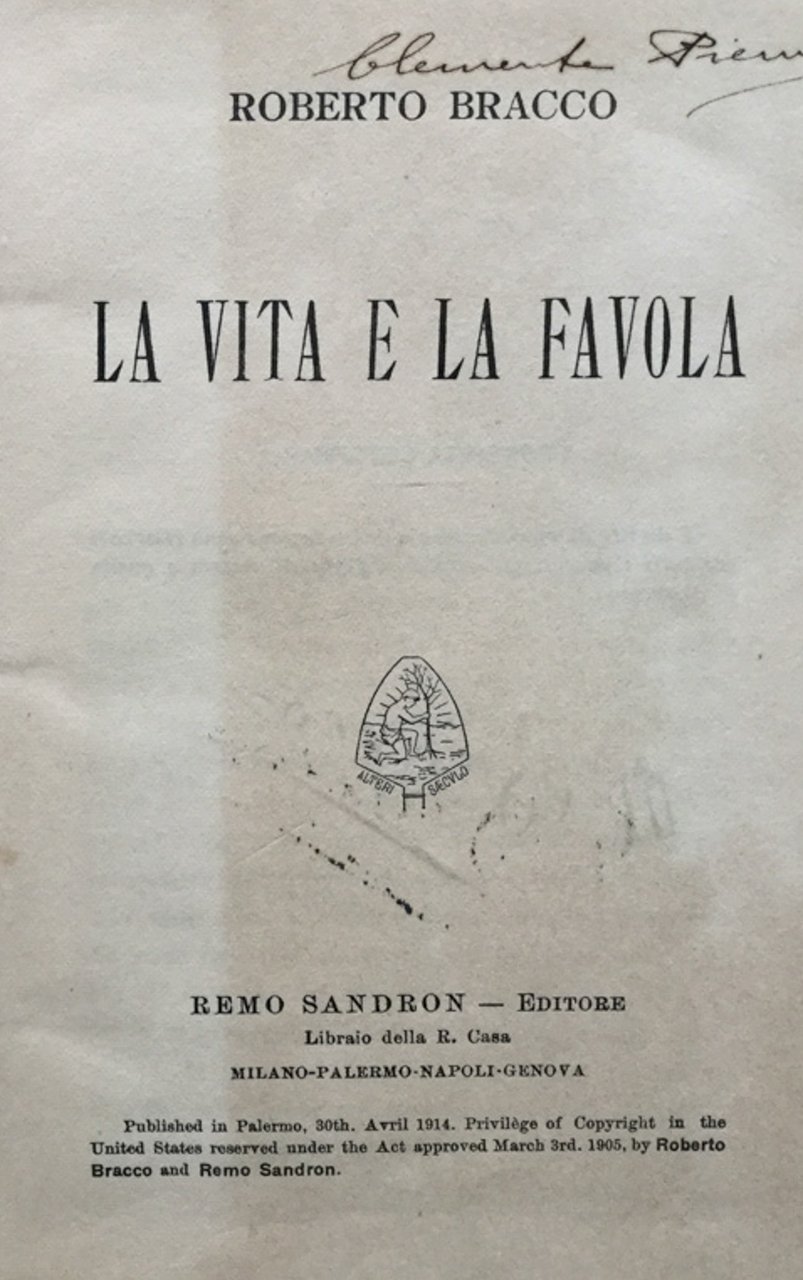 Clemente
ROBERTO BRACCO
LA VITA E LA FAVOLA
ALTERI SÆCVLO
REMO SANDRON — EDITORE
Libraio della R. Casa
MILANO-PALERMO-NAPOLI-GENOVA
Published in Palermo, 30th. Avril 1914. Privilège of Copyright in the
United States reserved under the Act approved March 3rd. 1905, by Roberto
Bracco and Remo Sandron.